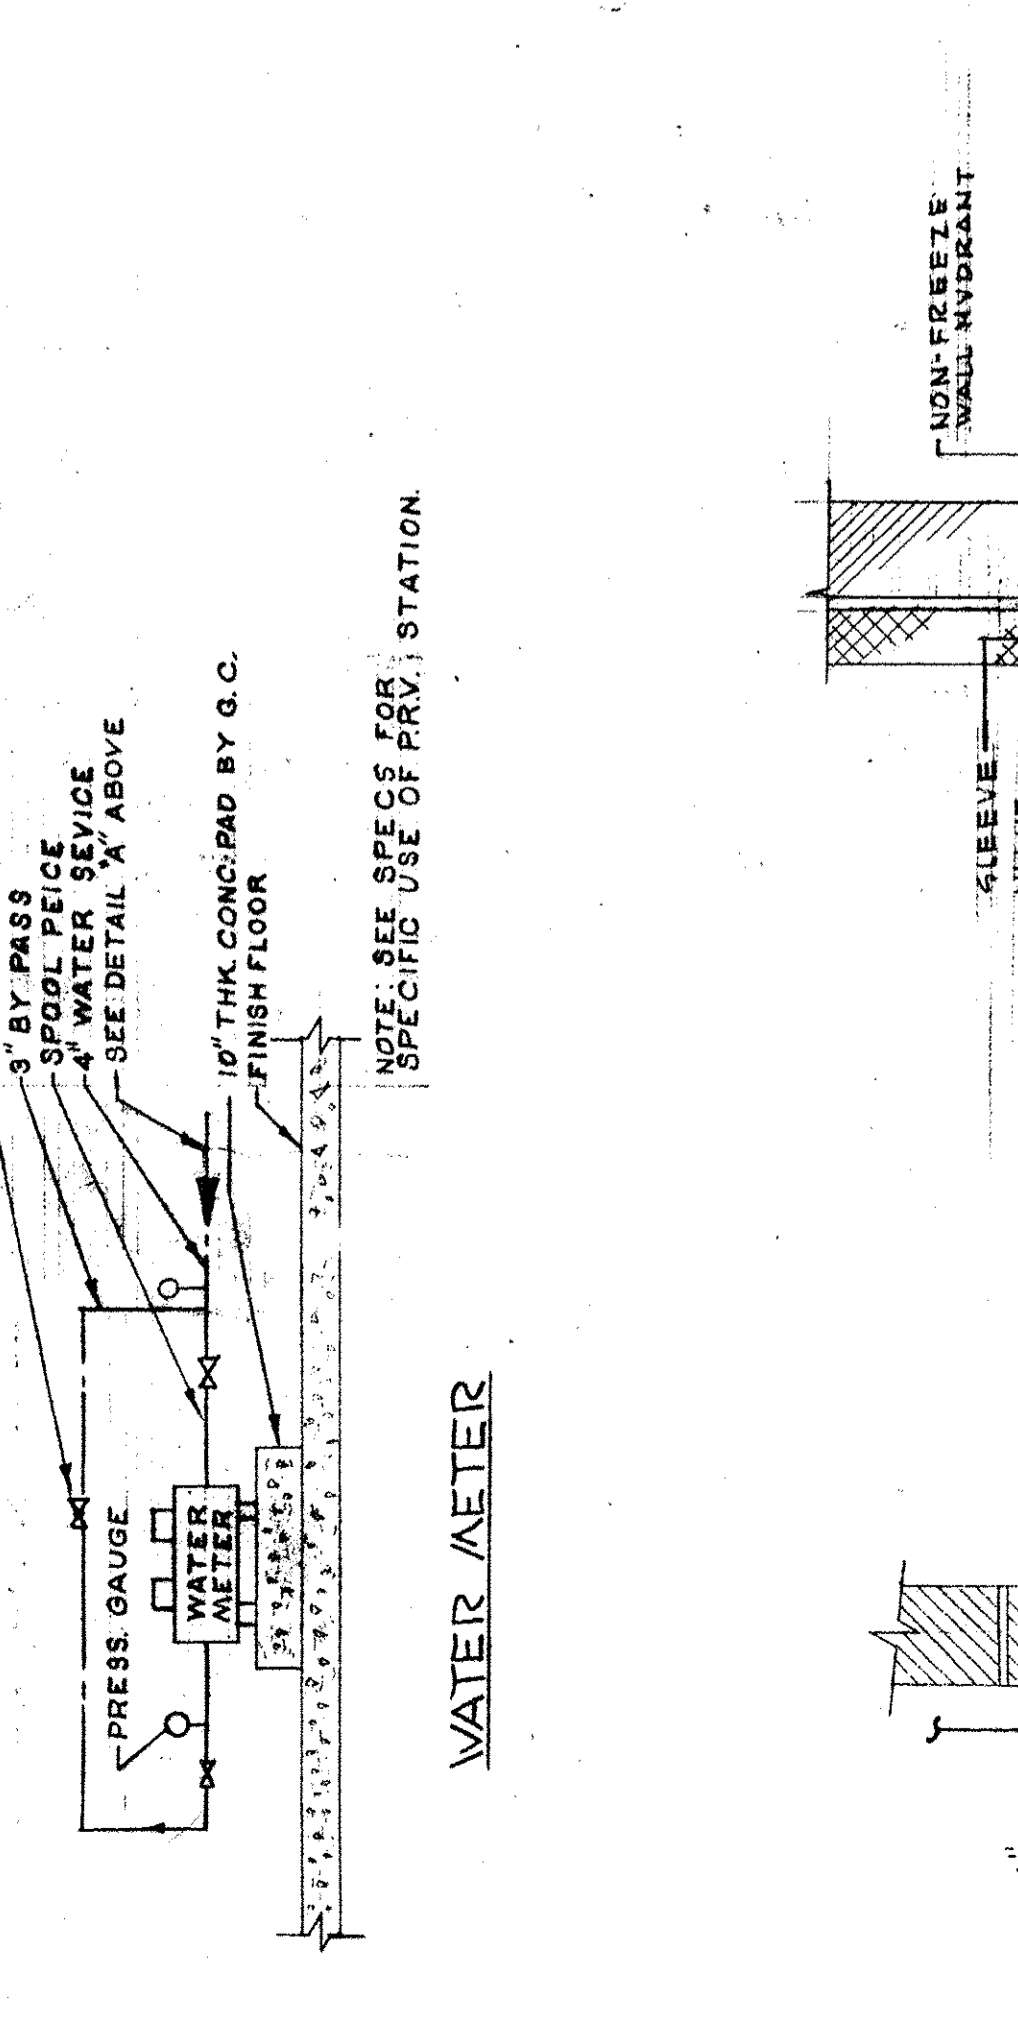 3" BY PASS
SPOOL PEICE
4" WATER SEVICE
SEE DETAIL "A" ABOVE
PRESS. GAUGE
WATER
METER
10" THK. CONC. PAD BY G.C.
FINISH FLOOR
NOTE: SEE SPECS FOR
SPECIFIC USE OF P.R.V. STATION.
WATER METER
NON-FREEZE
WALL HYDRANT
SLEEVE